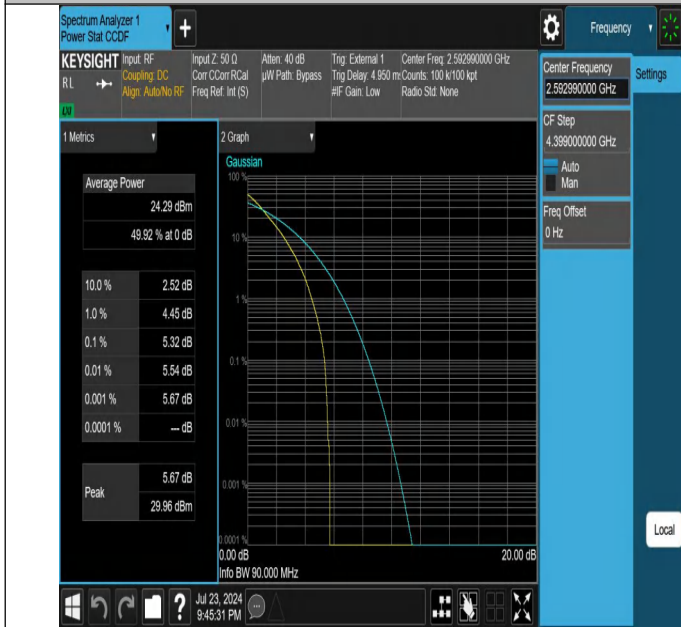 Spectrum Analyzer 1
Power Stat CCDF
Frequency
KEYSIGHT
RL
LXI
Input: RF
Coupling: DC
Align: Auto/No RF
Input Z: 50 Ω
Corr CCorr RCal
Freq Ref: Int (S)
Atten: 40 dB
µW Path: Bypass
Trig: External 1
Trig Delay: 4.950 m
#IF Gain: Low
Center Freq: 2.592990000 GHz
Counts: 100 k/100 kpt
Radio Std: None
Center Frequency
2.592990000 GHz
Settings
CF Step
4.399000000 GHz
Auto
Man
Freq Offset
0 Hz
1 Metrics
Average Power
24.29 dBm
49.92 % at 0 dB
10.0 % 2.52 dB
1.0 % 4.45 dB
0.1 % 5.32 dB
0.01 % 5.54 dB
0.001 % 5.67 dB
0.0001 % --- dB
Peak
5.67 dB
29.96 dBm
2 Graph
Gaussian
100 %
10 %
1 %
0.1 %
0.01 %
0.001 %
0.0001 %
0.00 dB 20.00 dB
Info BW 90.000 MHz
Local
Jul 23, 2024
9:45:31 PM